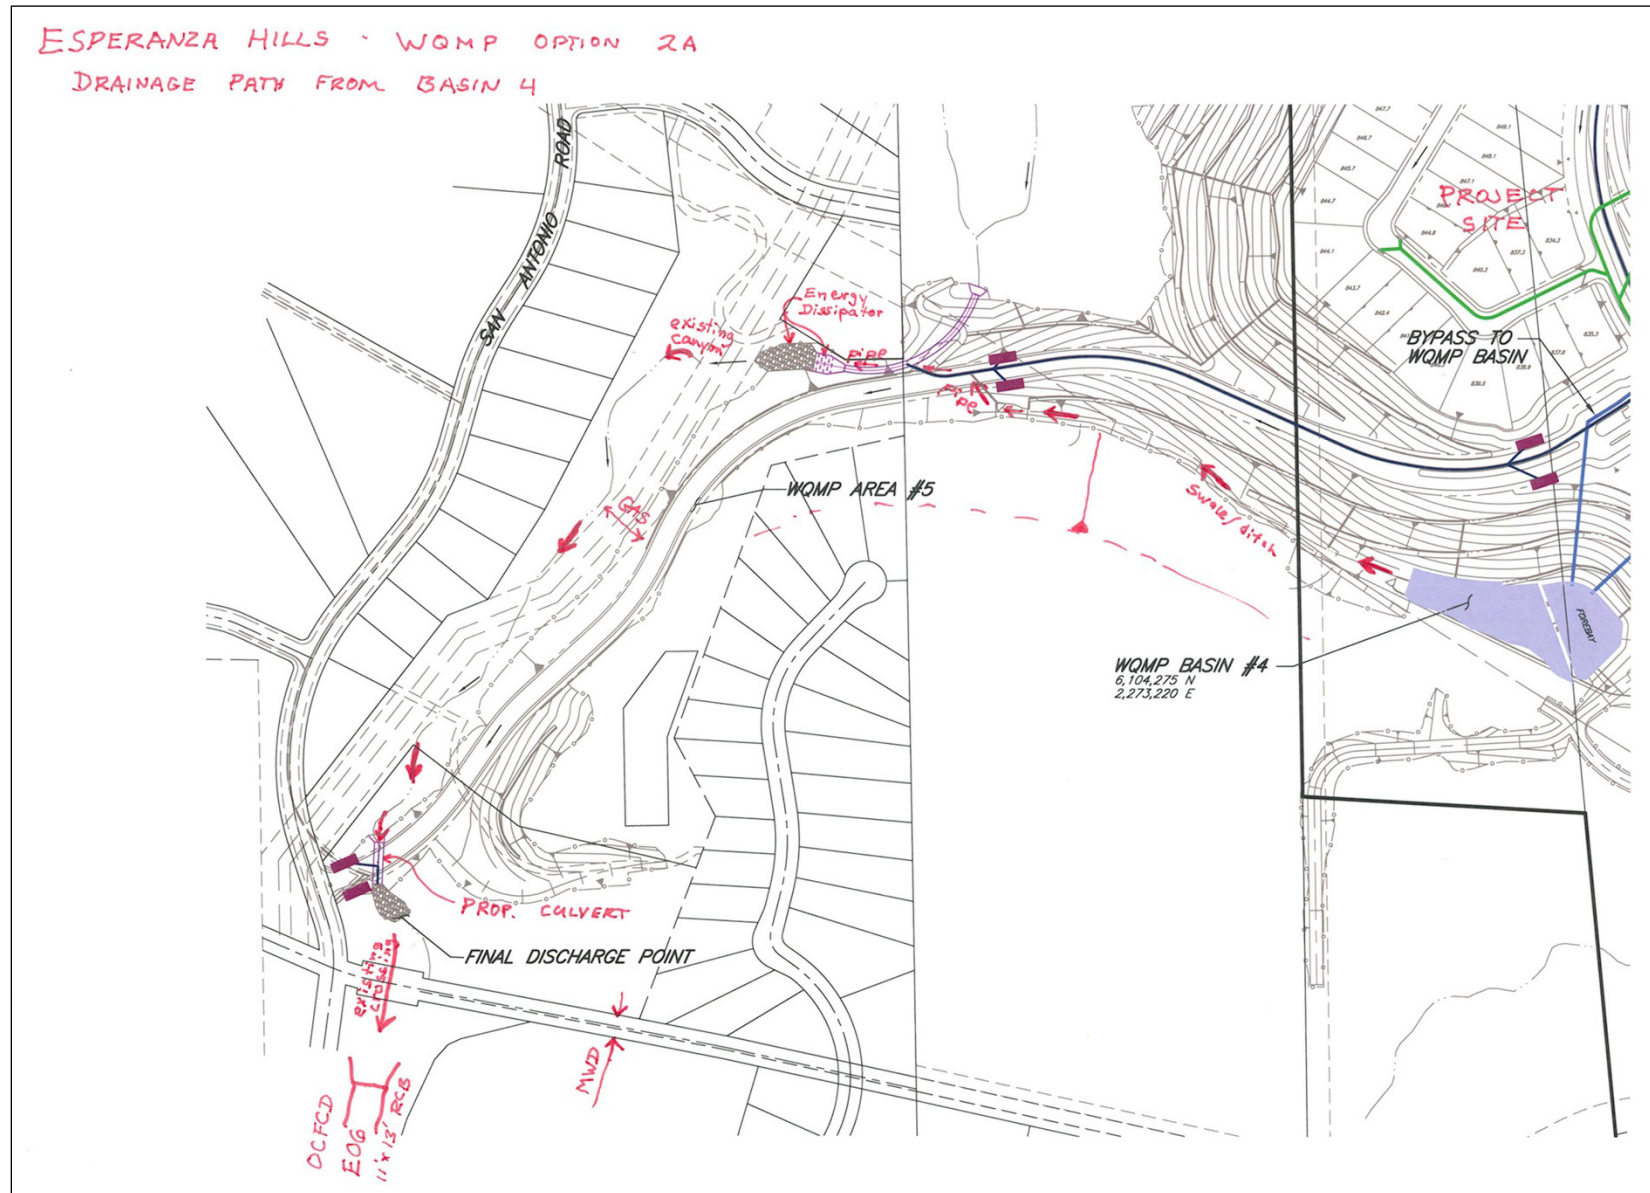 ESPERANZA HILLS - WQMP OPTION 2A
DRAINAGE PATH FROM BASIN 4
SAN ANTONIO ROAD
PROJECT
SITE
Energy
Dissipator
existing
canyon
PIPE
PIPE
BYPASS TO
WQMP BASIN
WQMP AREA #5
GAS
Swale/ditch
FOREBAY
WQMP BASIN #4
6,104,275 N
2,273,220 E
PROP. CULVERT
FINAL DISCHARGE POINT
existing
crossing
MWD
OCFCD
E06
11'x13' RCB